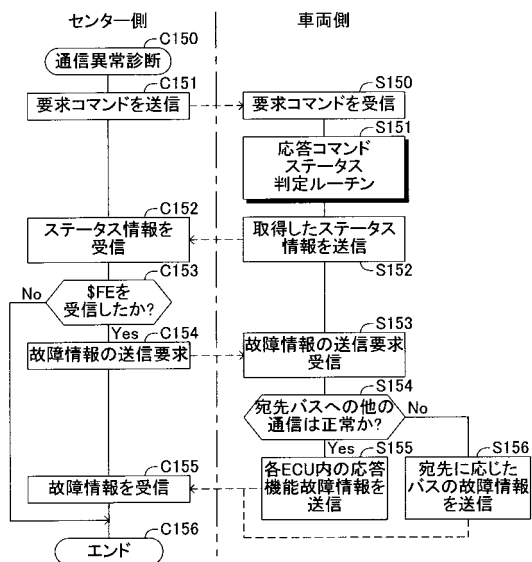 センター側
車両側
C150
通信異常診断
C151
要求コマンドを送信
S150
要求コマンドを受信
S151
応答コマンド
ステータス
判定ルーチン
C152
ステータス情報を
受信
取得したステータス
情報を送信
S152
C153
$FEを
受信したか?
No
Yes
C154
故障情報の送信要求
S153
故障情報の送信要求
受信
S154
宛先バスへの他の
通信は正常か?
No
Yes
S155
各ECU内の応答
機能故障情報を
送信
S156
宛先に応じた
バスの故障情報
を送信
C155
故障情報を受信
C156
エンド